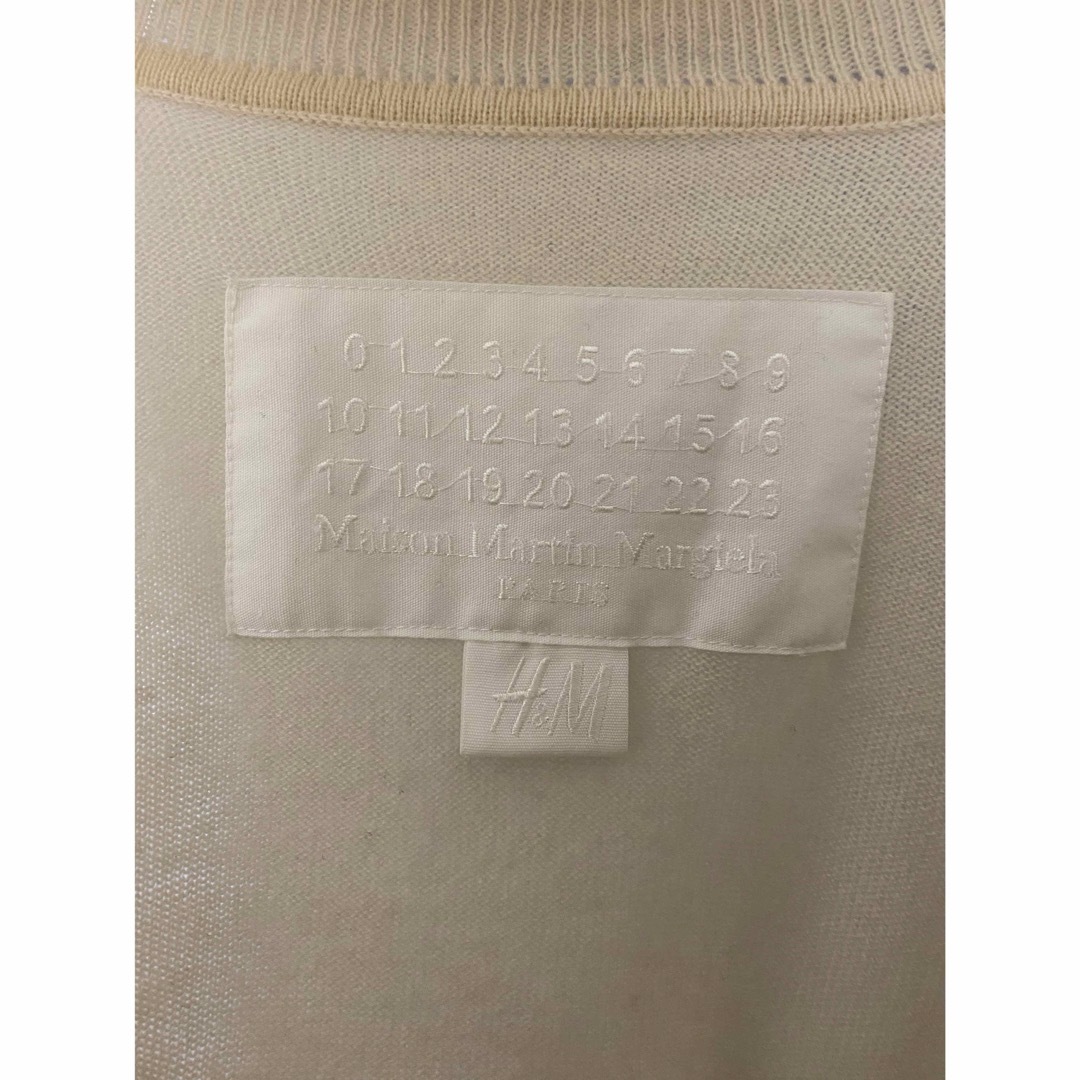 0 1 2 3 4 5 6 7 8 9
10 11 12 13 14 15 16
17 18 19 20 21 22 23
Maison Martin Margiela
PARIS
H&M